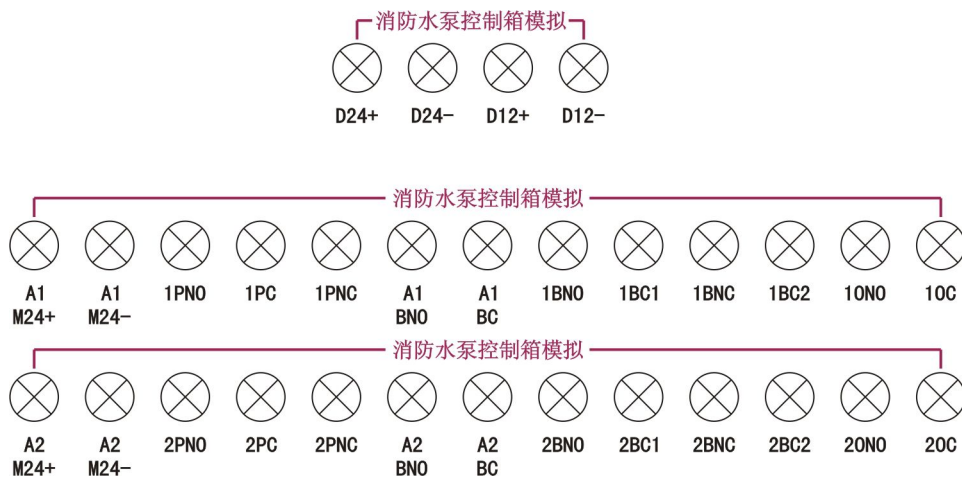 消防水泵控制箱模拟
D24+ D24- D12+ D12-
消防水泵控制箱模拟
A1 A1 1PNO 1PC 1PNC A1 A1 1BNO 1BC1 1BNC 1BC2 1ONO 1OC
M24+ M24- BNO BC
消防水泵控制箱模拟
A2 A2 2PNO 2PC 2PNC A2 A2 2BNO 2BC1 2BNC 2BC2 2ONO 2OC
M24+ M24- BNO BC